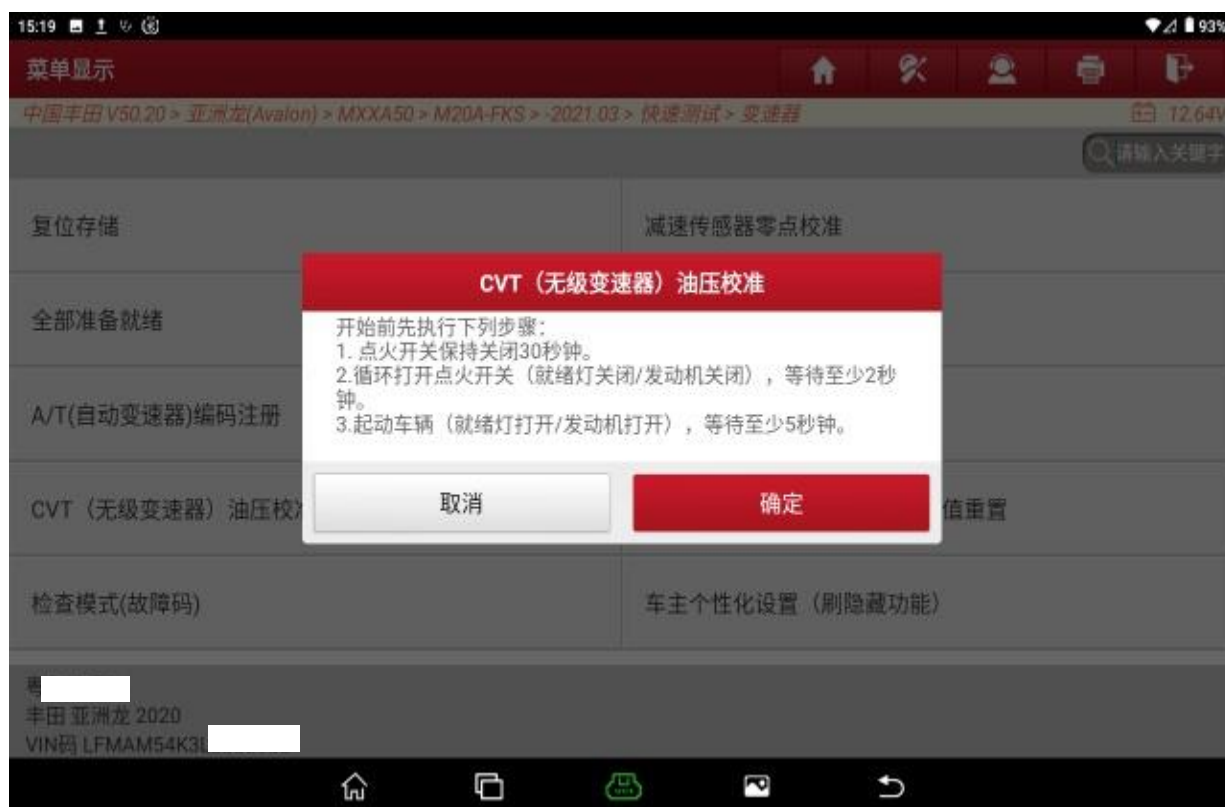 15:19
93%
菜单显示
中国丰田 V50.20 > 亚洲龙(Avalon) > MXXA50 > M20A-FKS > -2021.03 > 快速测试 > 变速器
12.64V
请输入关键字
复位存储
减速传感器零点校准
CVT（无级变速器）油压校准
全部准备就绪
开始前先执行下列步骤：
1. 点火开关保持关闭30秒钟。
2.循环打开点火开关（就绪灯关闭/发动机关闭），等待至少2秒
钟。
3.起动车辆（就绪灯打开/发动机打开），等待至少5秒钟。
A/T(自动变速器)编码注册
取消
确定
CVT（无级变速器）油压校
值重置
检查模式(故障码)
车主个性化设置（刷隐藏功能）
丰田 亚洲龙 2020
VIN码 LFMAM54K3